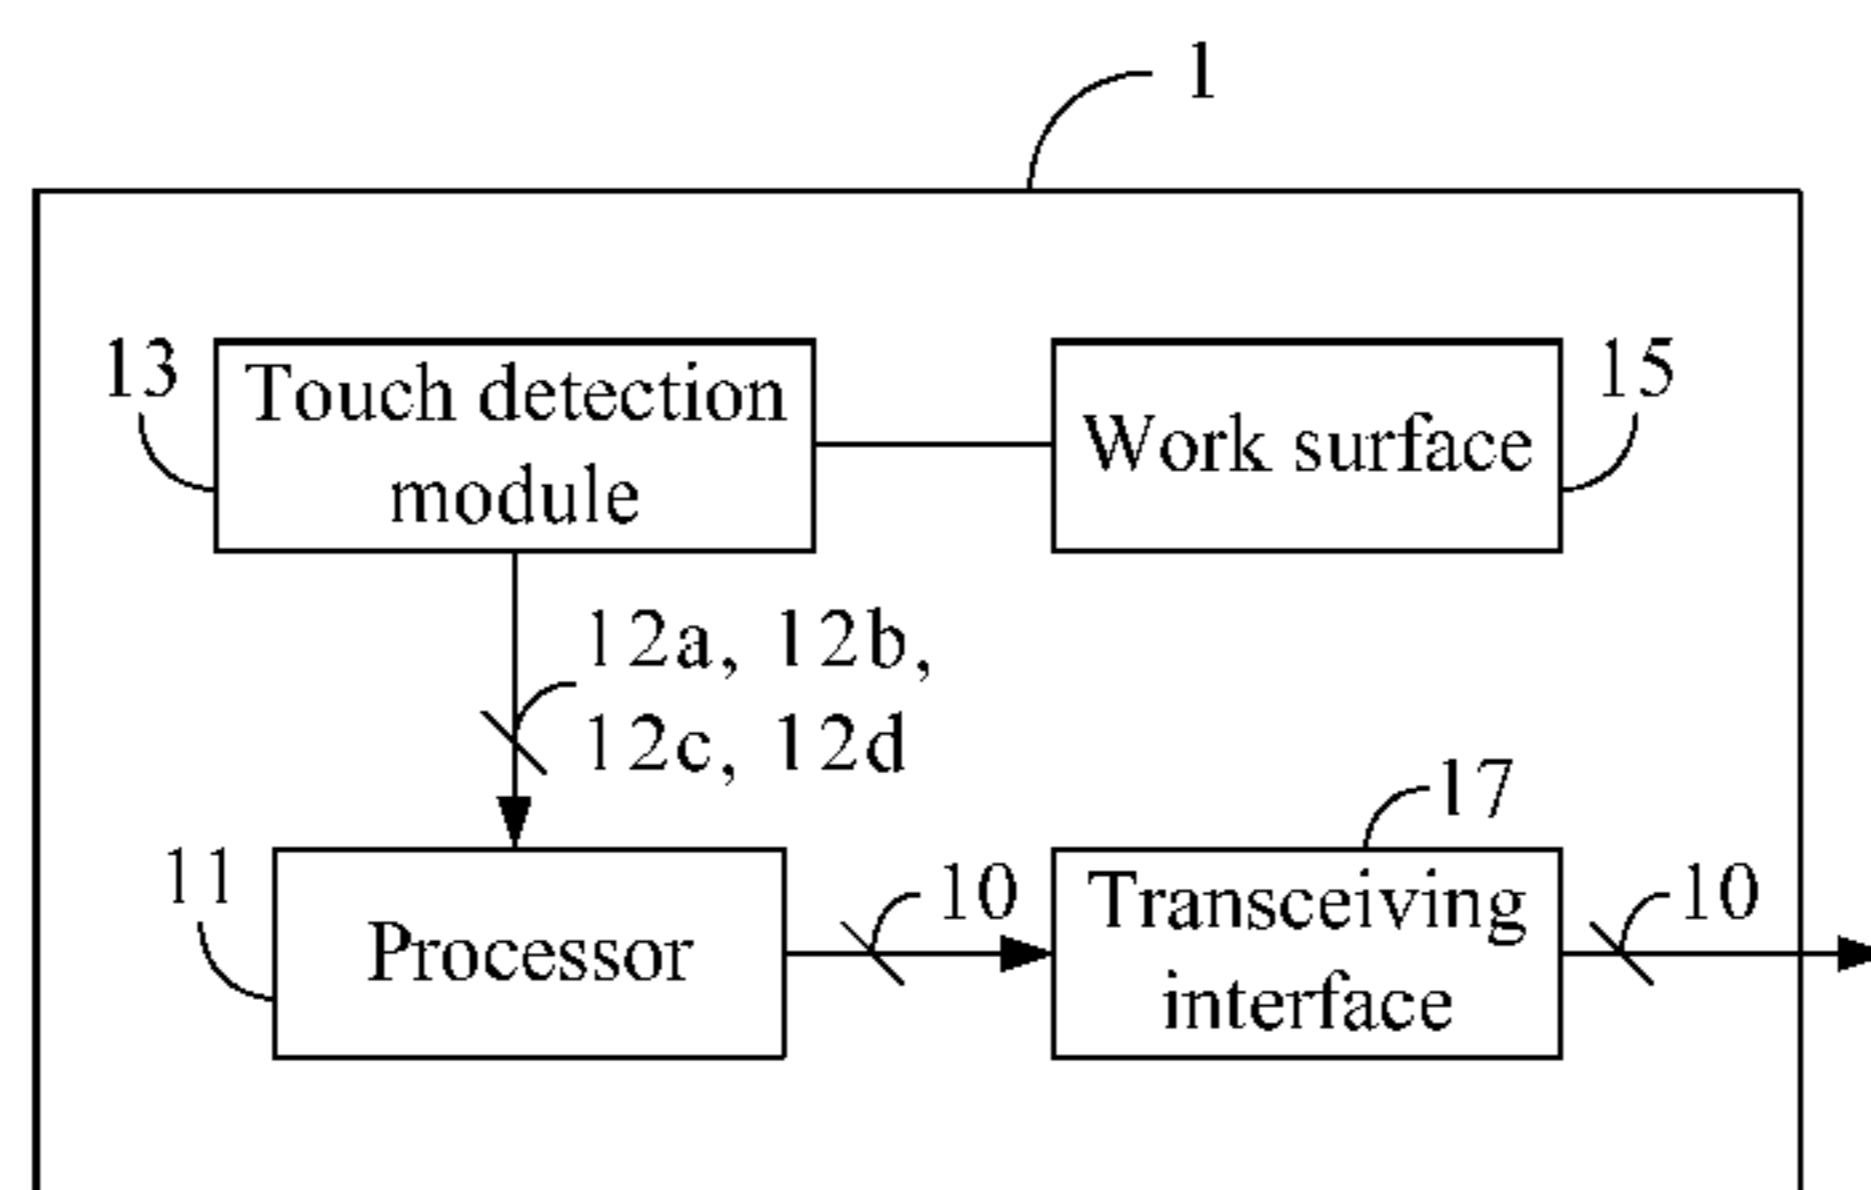 1
13
Touch detection
module
Work surface
15
12a, 12b,
12c, 12d
17
11
Processor
10
Transceiving
interface
10